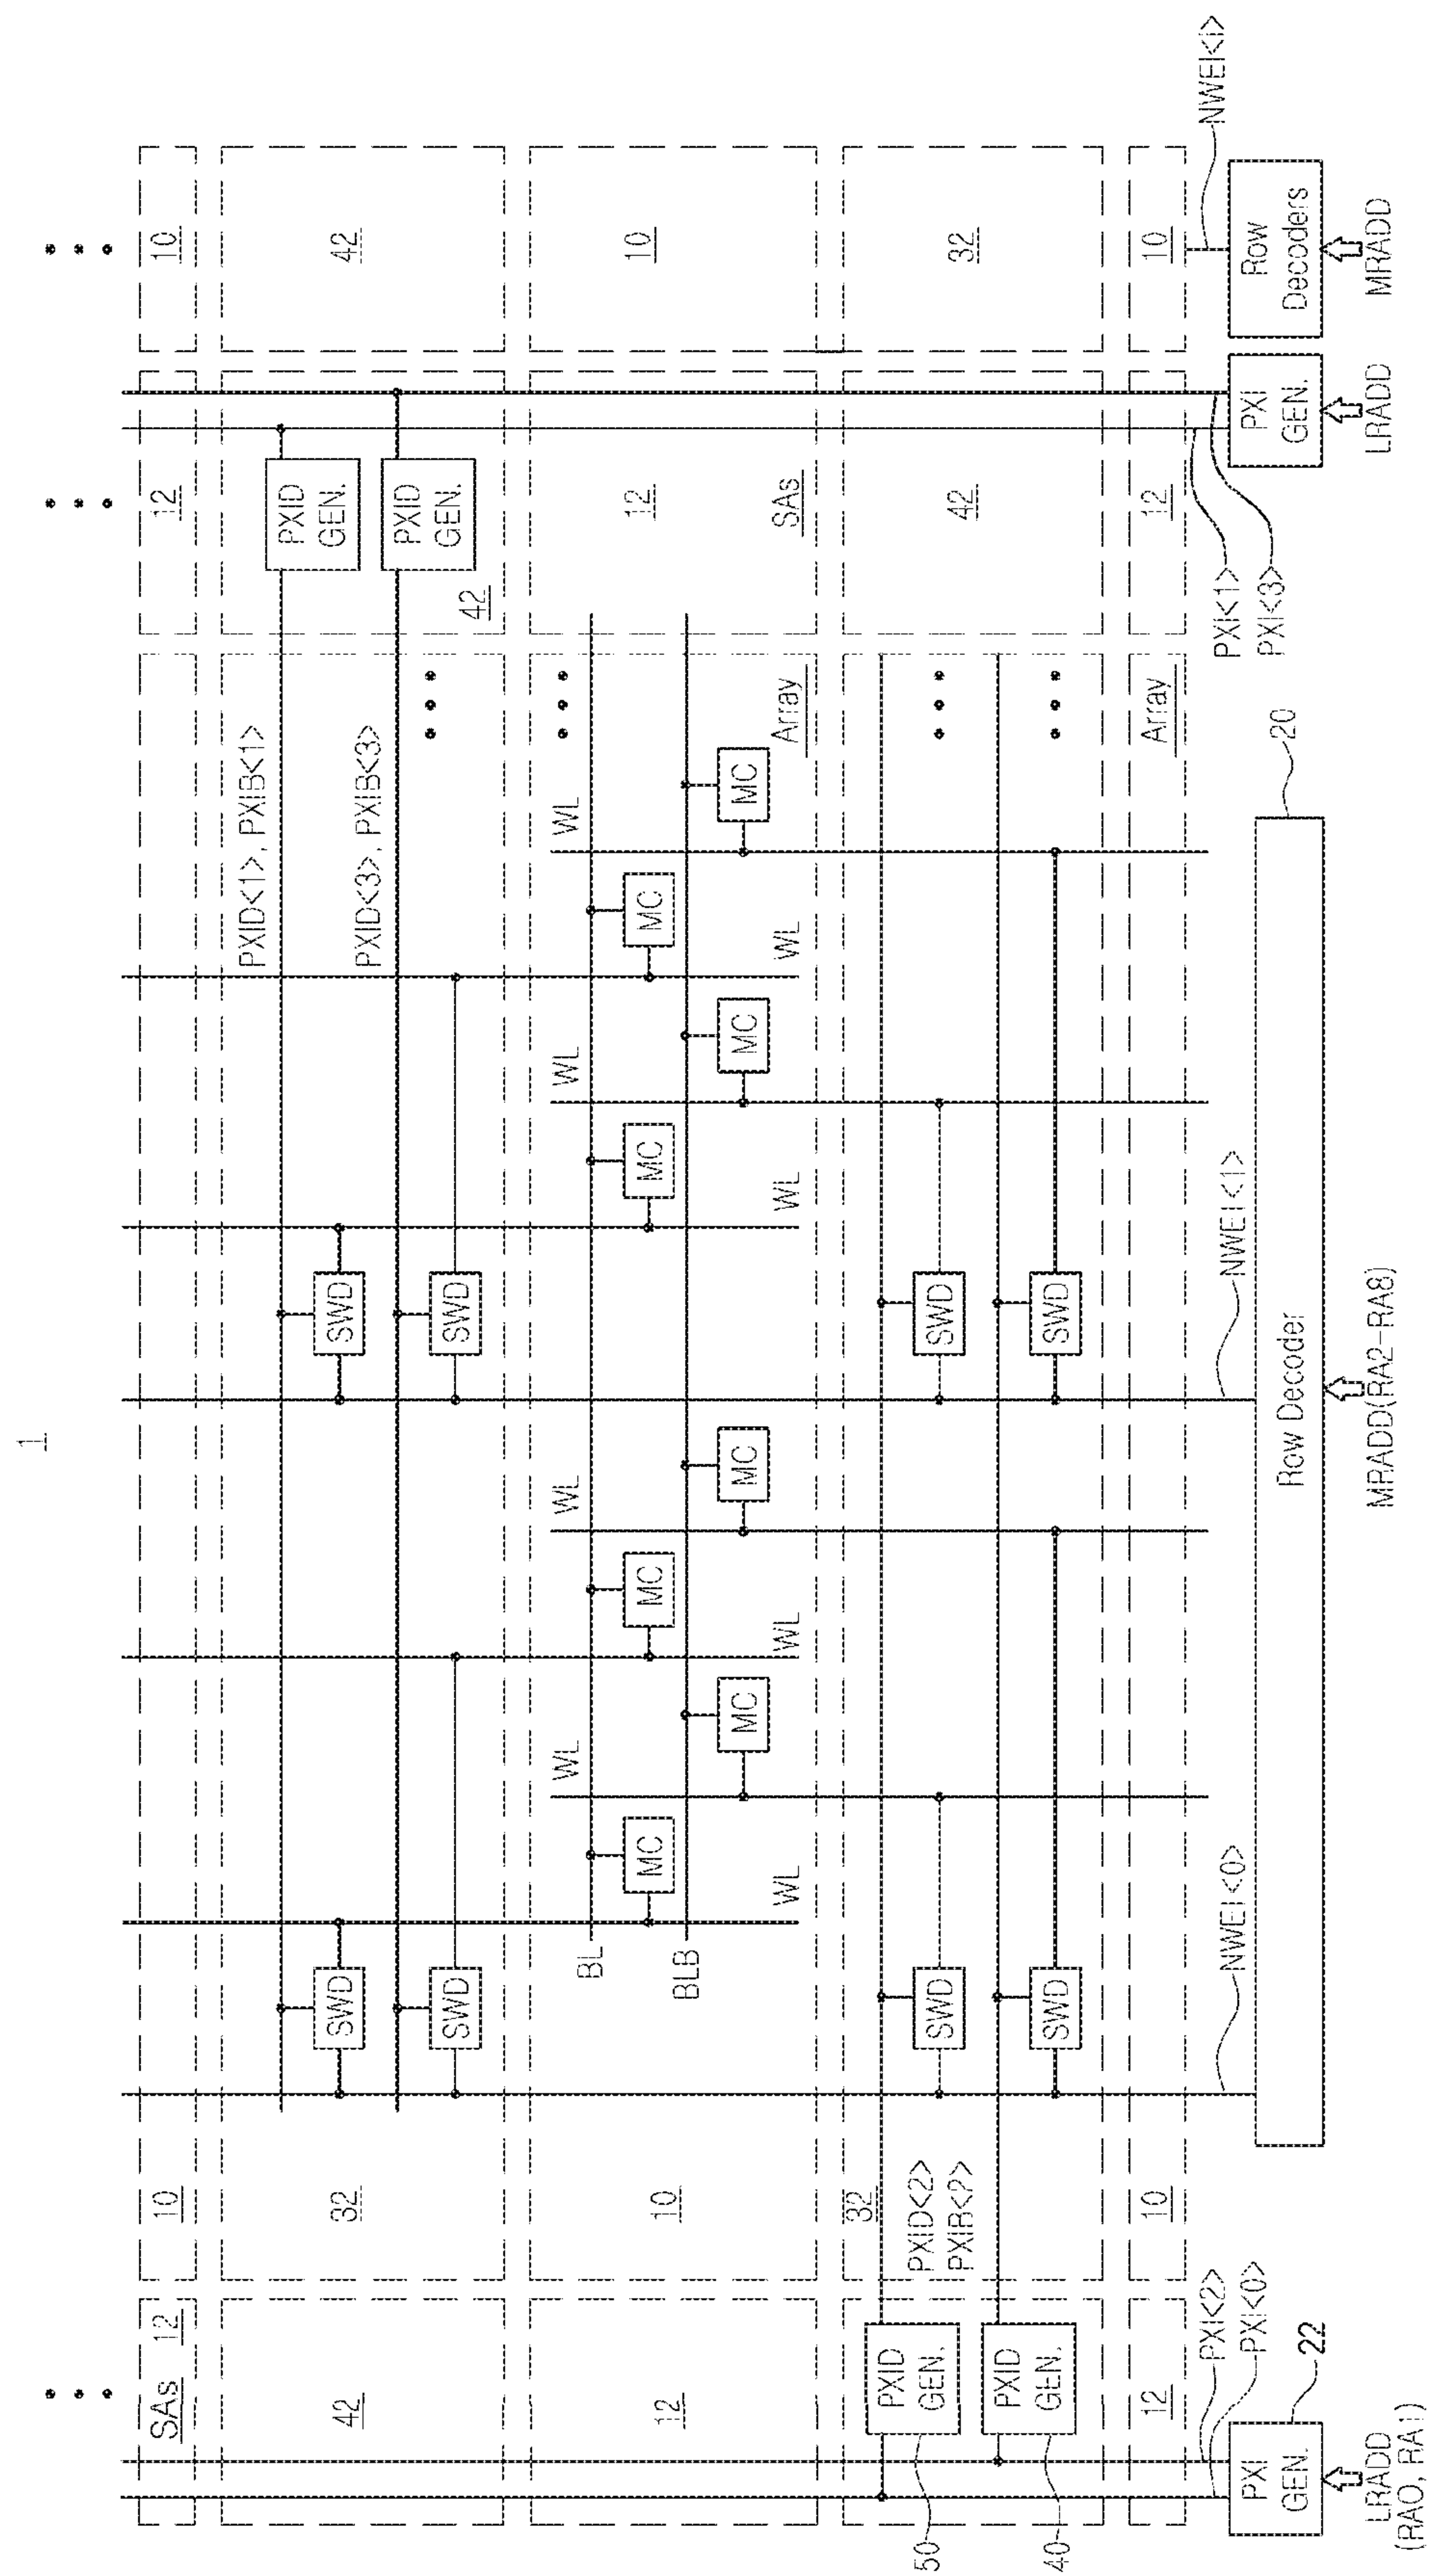 1
SAs 12
10
12
10
PXID<1>, PXIB<1>
PXID
GEN.
42
32
SWD
SWD
42
PXID<3>, PXIB<3>
PXID
GEN.
SWD
SWD
42
WL
WL
WL
WL
BL
12
10
MC
MC
MC
MC
12
10
BLB
MC
MC
MC
MC
WL
WL
WL
WL
Array
SAs
32
PXID
GEN.
50
PXID<2>
PXIB<2>
SWD
SWD
42
32
PXID
GEN.
40
SWD
SWD
12
10
Array
12
10
PXI<2>
PXI<0>
NWEI<0>
NWEI<1>
PXI<1>
PXI<3>
NWEI<i>
PXI
GEN.
22
Row Decoder
20
PXI
GEN.
Row
Decoders
LRADD
(RA0, RA1)
MRADD(RA2-RA8)
LRADD
MRADD